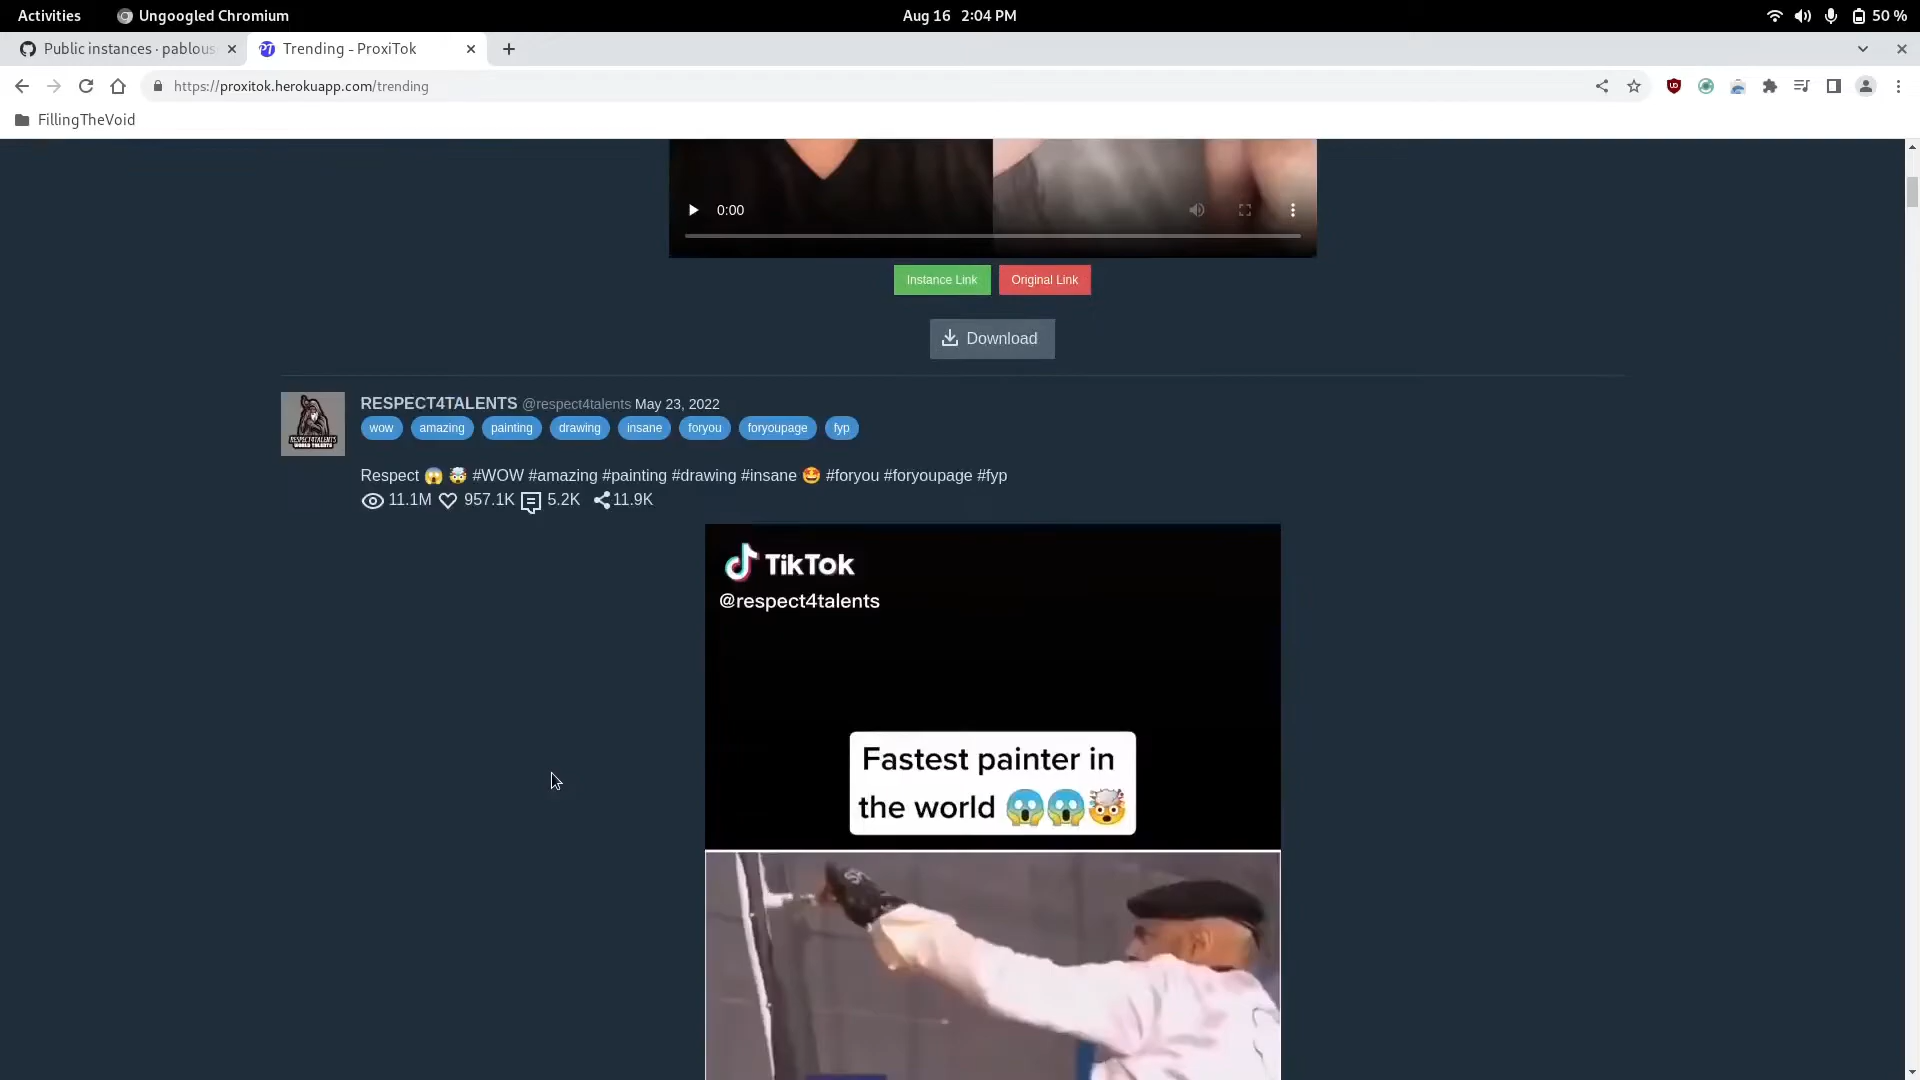 Activities Ungoogled Chromium Aug 16 2:04 PM 50 %
Public instances · pablous Trending - ProxiTok
https://proxitok.herokuapp.com/trending
FillingTheVoid
0:00
Instance Link Original Link
Download
RESPECT4TALENTS @respect4talents May 23, 2022
wow amazing painting drawing insane foryou foryoupage fyp
Respect 😱 🤯 #WOW #amazing #painting #drawing #insane 🤩 #foryou #foryoupage #fyp
11.1M 957.1K 5.2K 11.9K
TikTok
@respect4talents
Fastest painter in
the world 😱😱🤯